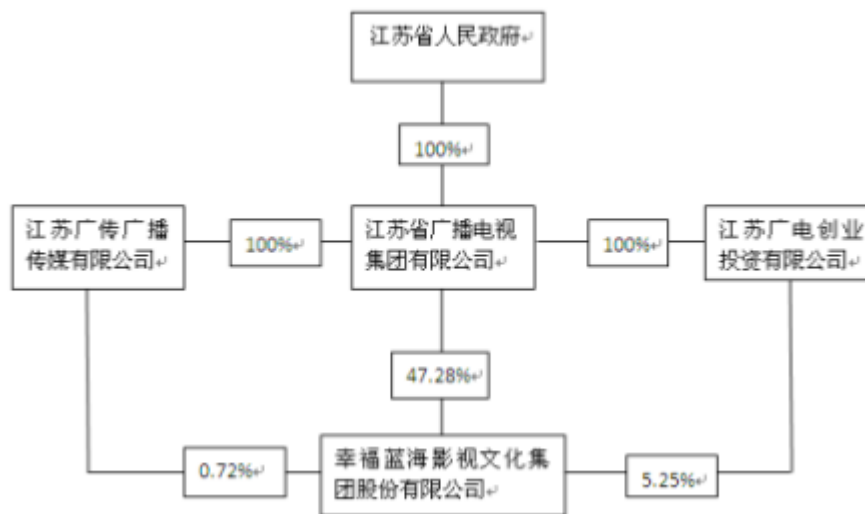 江苏省人民政府
100%
江苏广传广播
传媒有限公司
100%
江苏省广播电视
集团有限公司
100%
江苏广电创业
投资有限公司
47.28%
0.72%
幸福蓝海影视文化集
团股份有限公司
5.25%